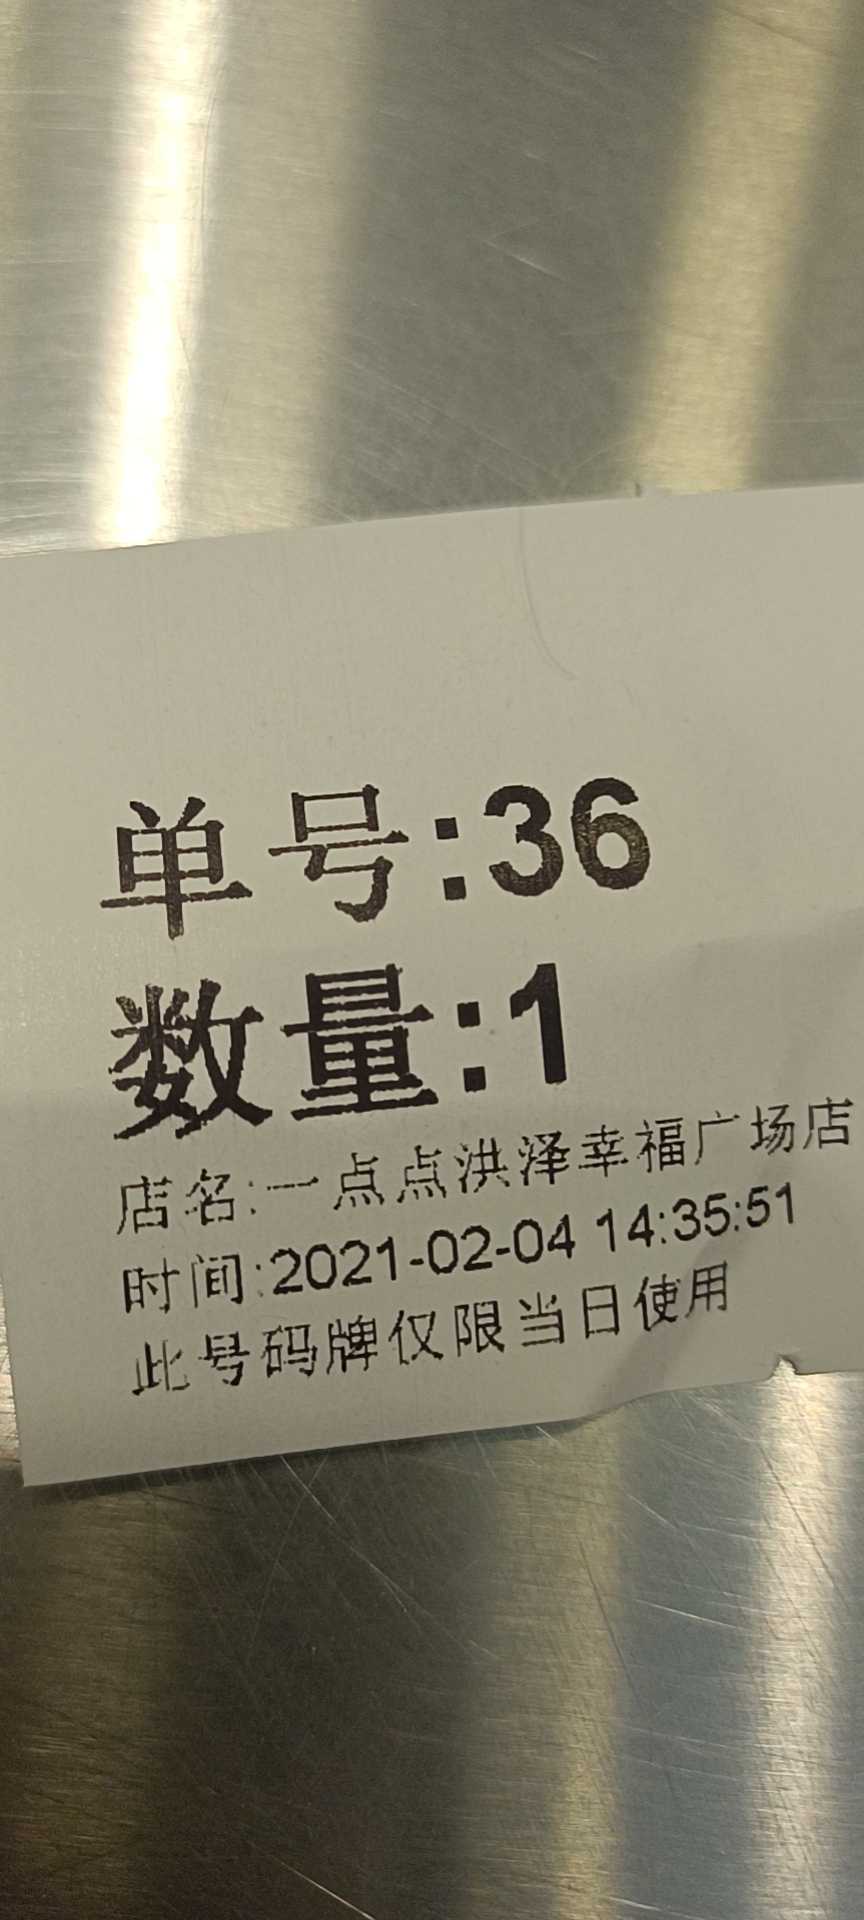 单号:36
数量:1
店名:一点点洪泽幸福广场店
时间:2021-02-04 14:35:51
此号码牌仅限当日使用